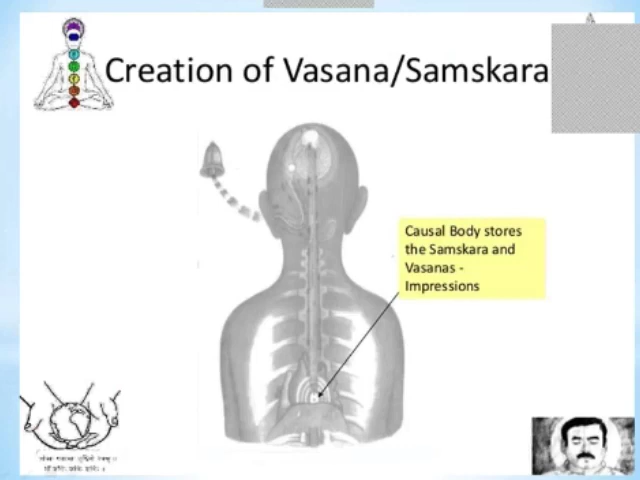 Creation of Vasana/Samskara
Causal Body stores
the Samskara and
Vasanas -
Impressions